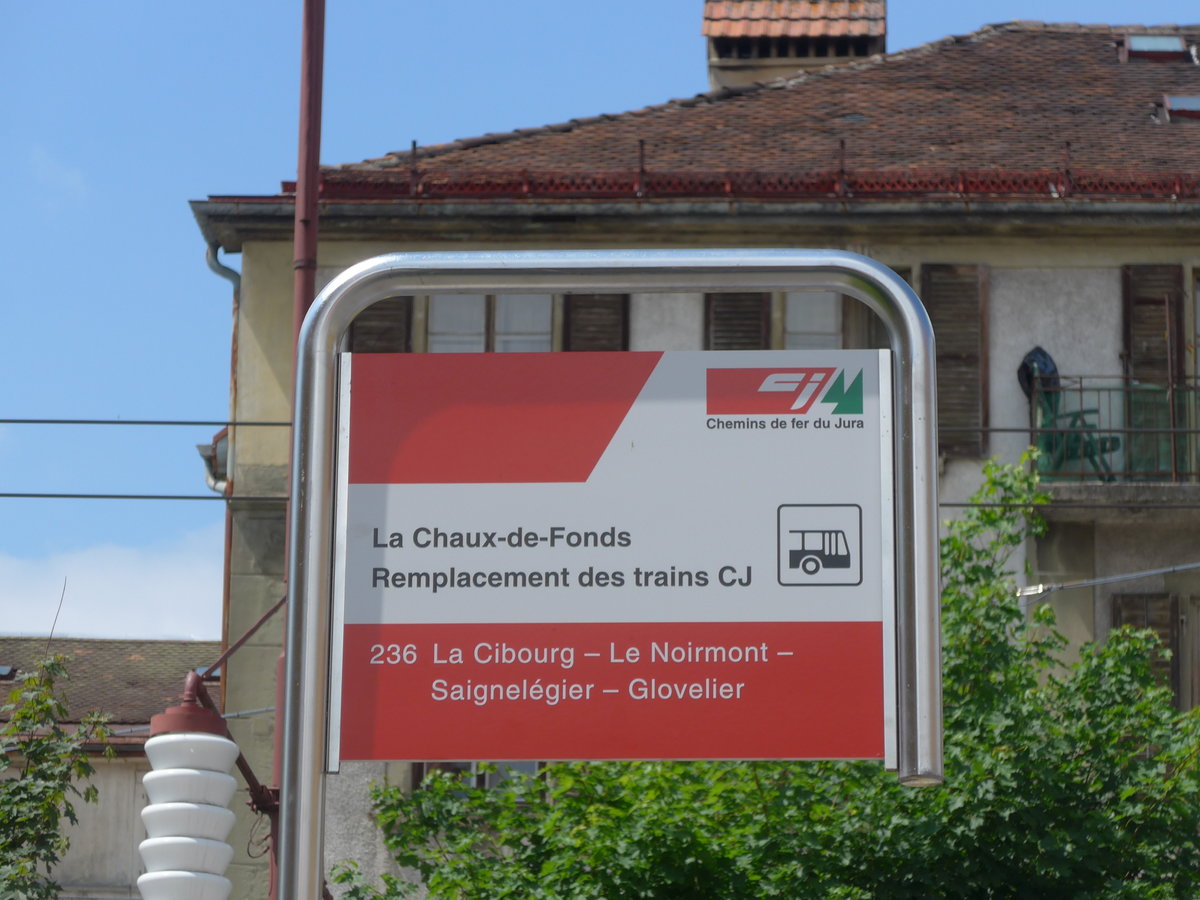 CJ
Chemins de fer du Jura
La Chaux-de-Fonds
Remplacement des trains CJ
236 La Cibourg – Le Noirmont –
Saignelégier – Glovelier